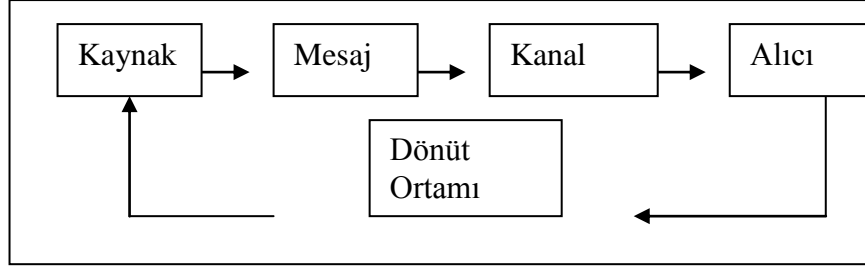 Kaynak
Mesaj
Kanal
Alıcı
Dönüt
Ortamı